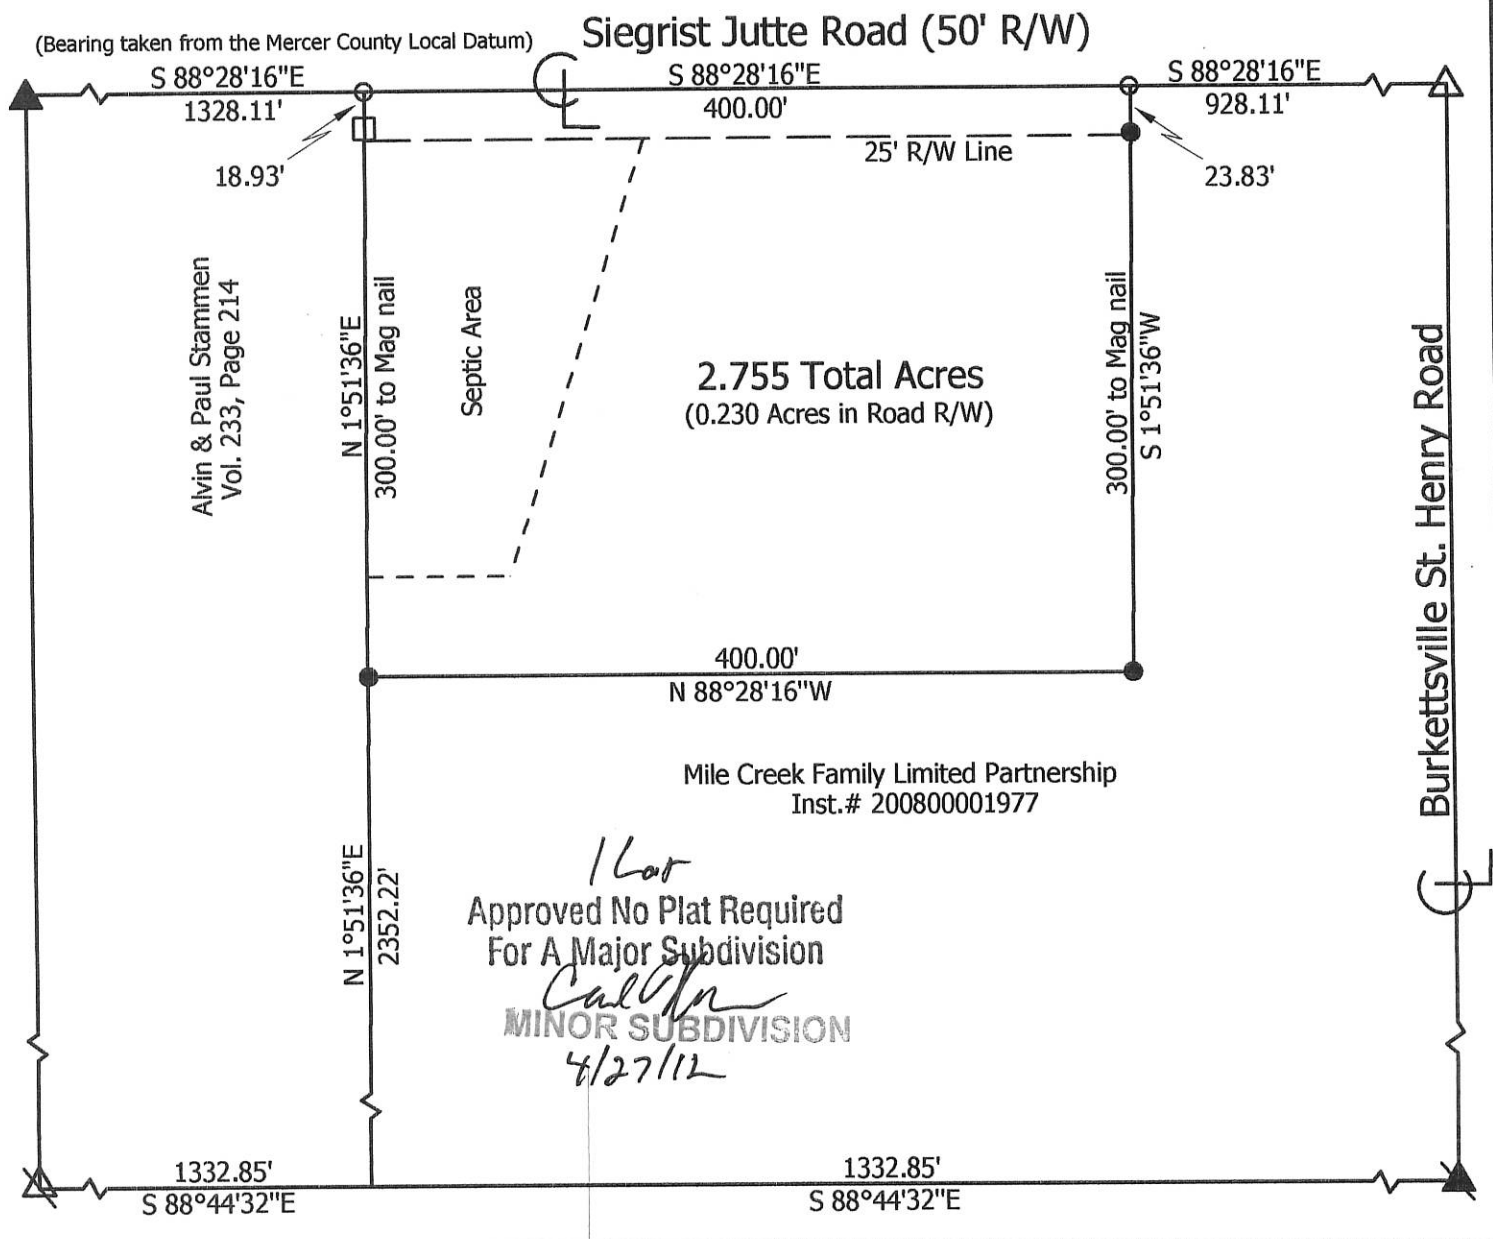 (Bearing taken from the Mercer County Local Datum)
Siegrist Jutte Road (50' R/W)
S 88°28'16"E
1328.11'
S 88°28'16"E
400.00'
S 88°28'16"E
928.11'
18.93'
25' R/W Line
23.83'
Alvin & Paul Stammen
Vol. 233, Page 214
N 1°51'36"E
300.00' to Mag nail
Septic Area
2.755 Total Acres
(0.230 Acres in Road R/W)
300.00' to Mag nail
S 1°51'36"W
Burkettsville St. Henry Road
400.00'
N 88°28'16"W
Mile Creek Family Limited Partnership
Inst.# 200800001977
N 1°51'36"E
2352.22'
1 Lot
Approved No Plat Required
For A Major Subdivision
MINOR SUBDIVISION
4/27/12
1332.85'
S 88°44'32"E
1332.85'
S 88°44'32"E